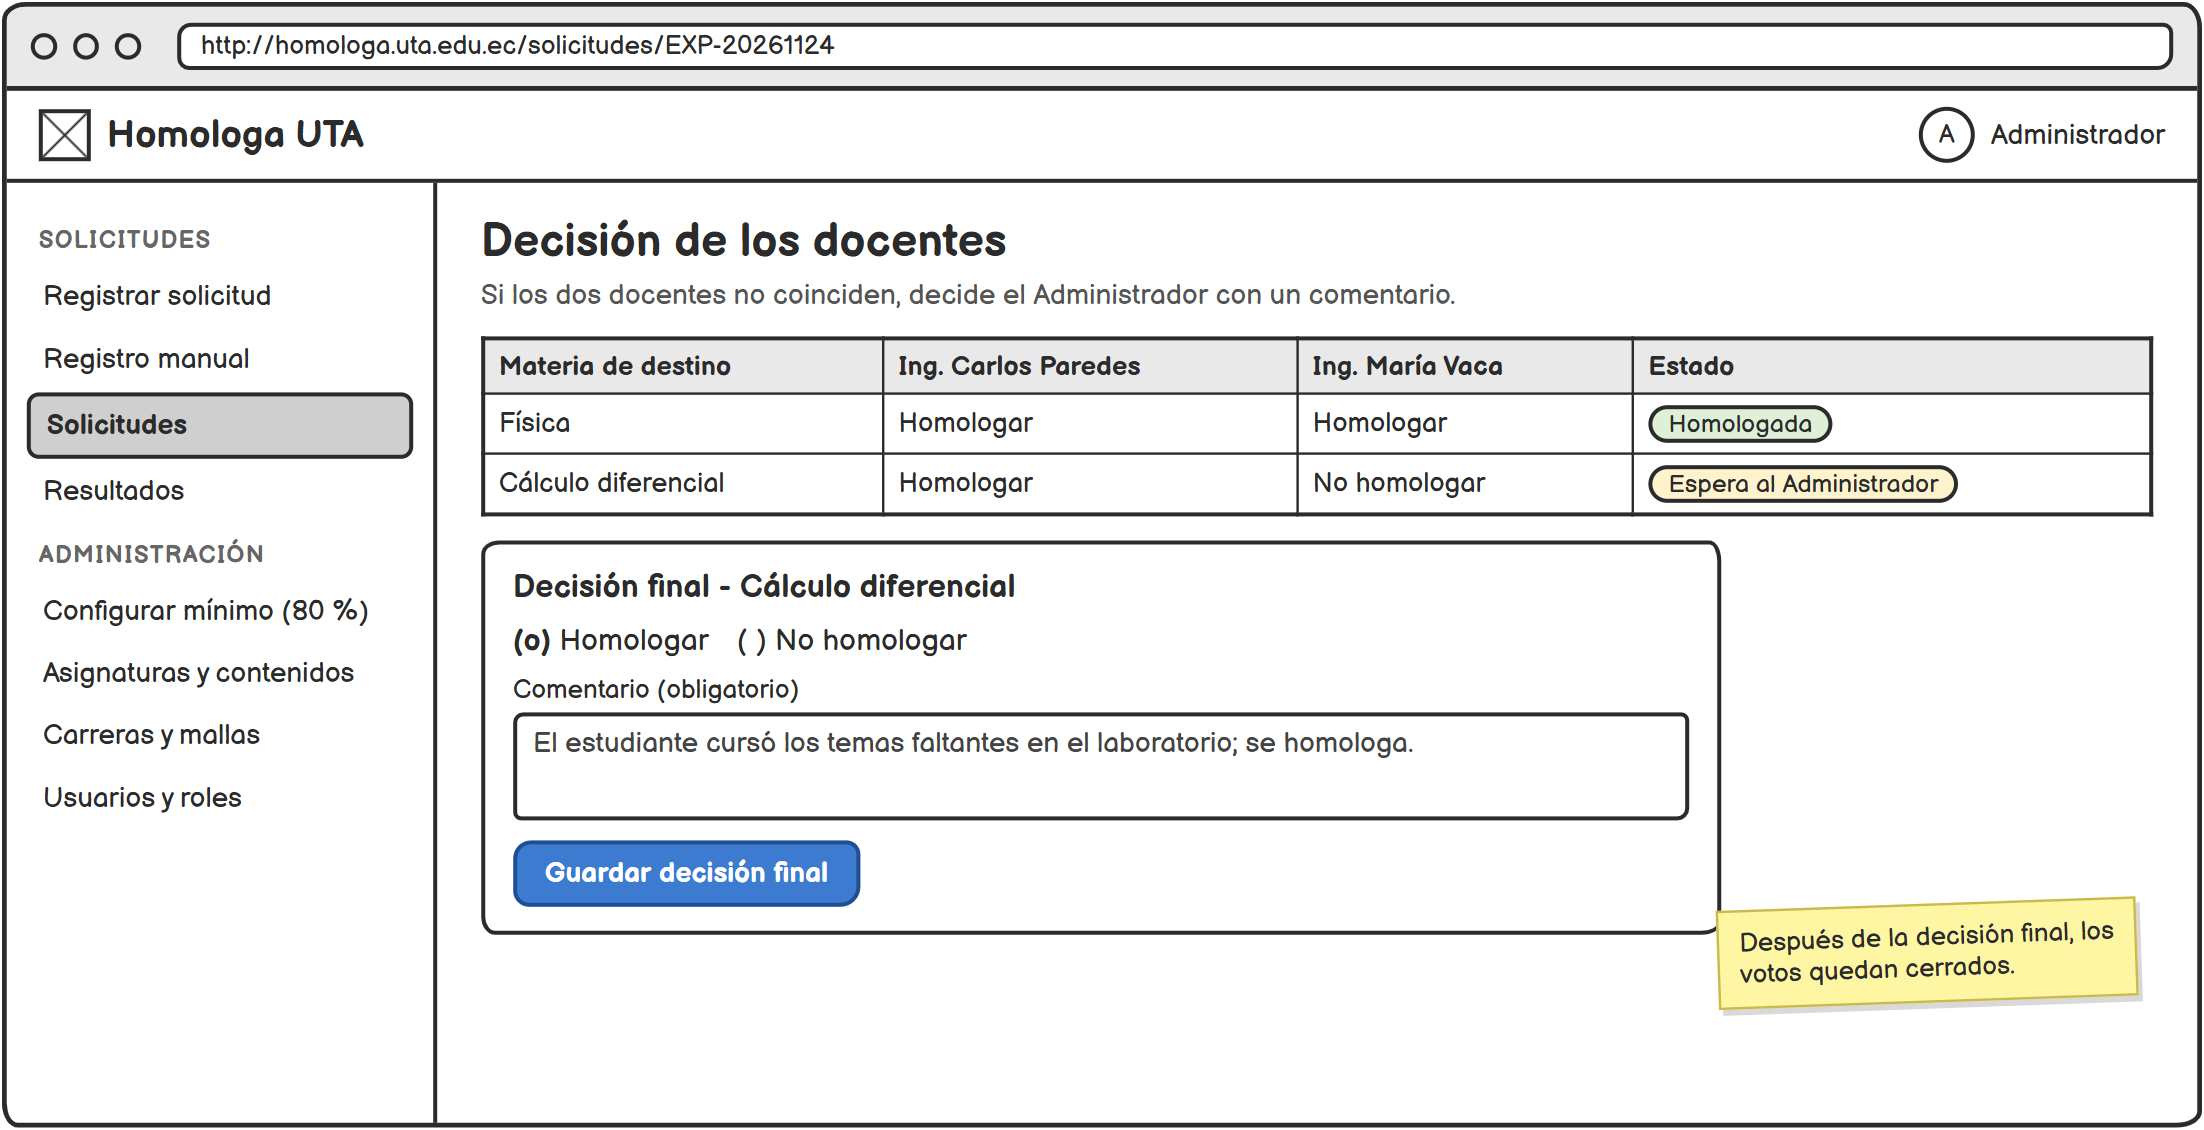 http://homologa.uta.edu.ec/solicitudes/EXP-20261124
Homologa UTA
A Administrador
SOLICITUDES
Registrar solicitud
Registro manual
Solicitudes
Resultados
ADMINISTRACIÓN
Configurar mínimo (80 %)
Asignaturas y contenidos
Carreras y mallas
Usuarios y roles
Decisión de los docentes
Si los dos docentes no coinciden, decide el Administrador con un comentario.
Materia de destino Ing. Carlos Paredes Ing. María Vaca Estado
Física Homologar Homologar Homologada
Cálculo diferencial Homologar No homologar Espera al Administrador
Decisión final - Cálculo diferencial
(o) Homologar ( ) No homologar
Comentario (obligatorio)
El estudiante cursó los temas faltantes en el laboratorio; se homologa.
Guardar decisión final
Después de la decisión final, los
votos quedan cerrados.